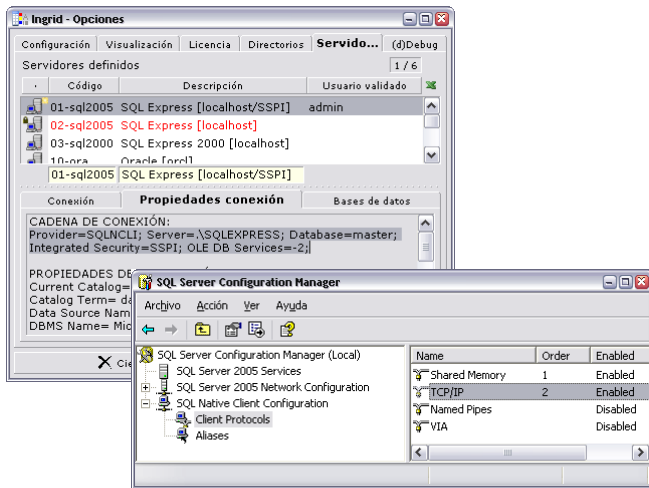 Ingrid - Opciones
Configuración Visualización Licencia Directorios Servido... (d)Debug
Servidores definidos 1 / 6
· Código Descripción Usuario validado
01-sql2005 SQL Express [localhost/SSPI] admin
02-sql2005 SQL Express [localhost]
03-sql2000 SQL Express 2000 [localhost]
10-ora Oracle [orcl]
01-sql2005 SQL Express [localhost/SSPI]
Conexión Propiedades conexión Bases de datos
CADENA DE CONEXIÓN:
Provider=SQLNCLI; Server=.\SQLEXPRESS; Database=master;
Integrated Security=SSPI; OLE DB Services=-2;
PROPIEDADES DE
Current Catalog=
Catalog Term= da
Data Source Nam
DBMS Name= Mic
Cie
SQL Server Configuration Manager
Archivo Acción Ver Ayuda
SQL Server Configuration Manager (Local)
SQL Server 2005 Services
SQL Server 2005 Network Configuration
SQL Native Client Configuration
Client Protocols
Aliases
Name Order Enabled
Shared Memory 1 Enabled
TCP/IP 2 Enabled
Named Pipes Disabled
VIA Disabled